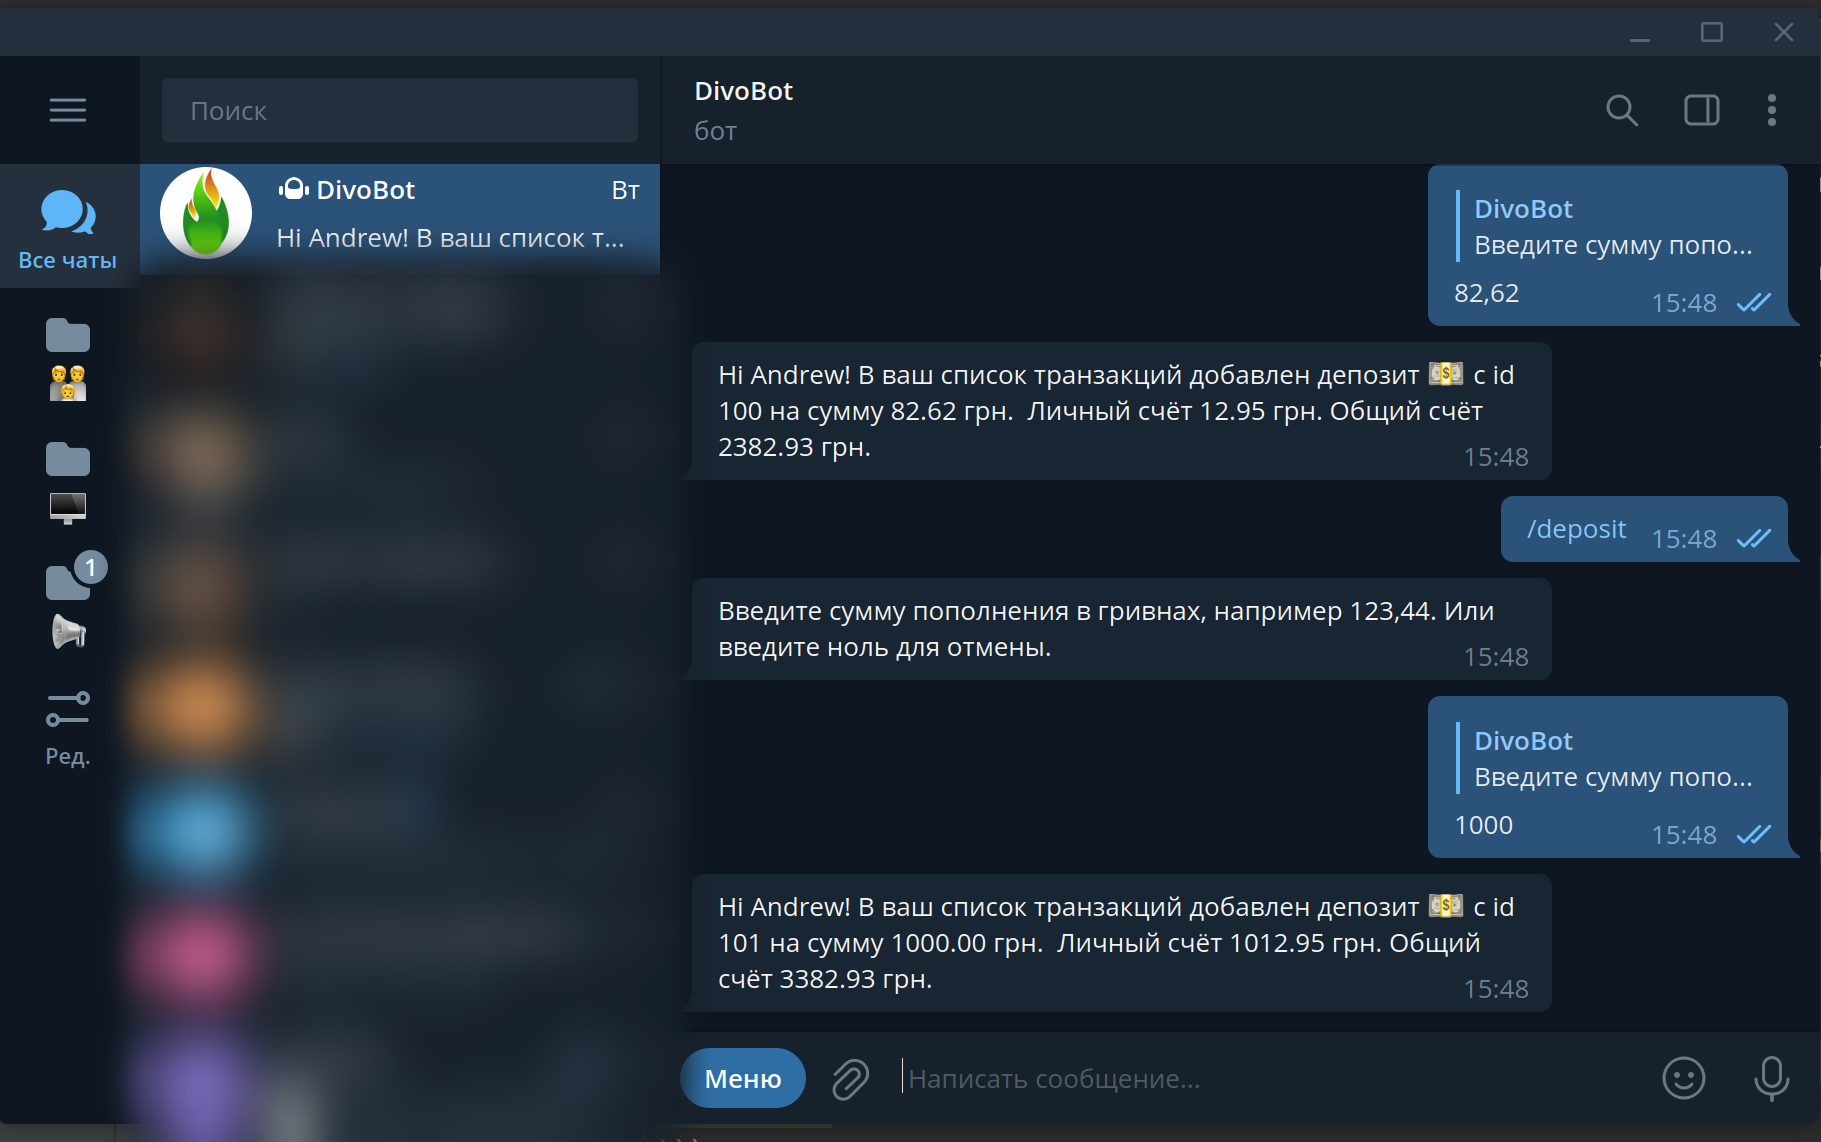 Поиск
DivoBot
бот
Все чаты
DivoBot
Вт
Hi Andrew! В ваш список т...
1
Ред.
DivoBot
Введите сумму попо...
82,62
15:48
Hi Andrew! В ваш список транзакций добавлен депозит 💵 с id
100 на сумму 82.62 грн.  Личный счёт 12.95 грн. Общий счёт
2382.93 грн.
15:48
/deposit
15:48
Введите сумму пополнения в гривнах, например 123,44. Или
введите ноль для отмены.
15:48
DivoBot
Введите сумму попо...
1000
15:48
Hi Andrew! В ваш список транзакций добавлен депозит 💵 с id
101 на сумму 1000.00 грн.  Личный счёт 1012.95 грн. Общий
счёт 3382.93 грн.
15:48
Меню
Написать сообщение...